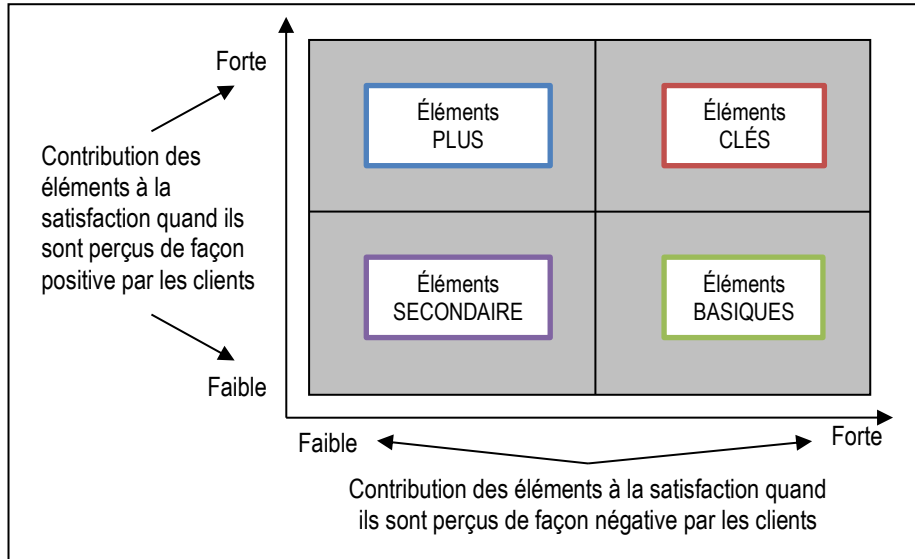 Forte
Éléments
PLUS
Éléments
CLÉS
Contribution des
éléments à la
satisfaction quand ils
sont perçus de façon
positive par les clients
Éléments
SECONDAIRE
Éléments
BASIQUES
Faible
Faible
Forte
Contribution des éléments à la satisfaction quand
ils sont perçus de façon négative par les clients